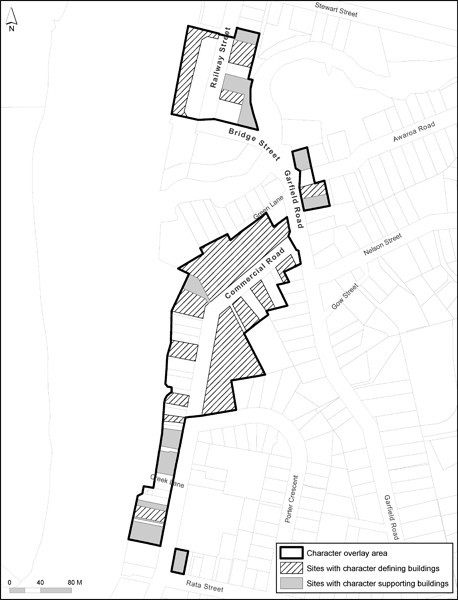 N
Stewart Street
Railway Street
Bridge Street
Awaroa Road
Green Lane
Garfield Road
Nelson Street
Commercial Road
Gow Street
Creek Lane
Porter Crescent
Garfield Road
Rata Street
Character overlay area
Sites with character defining buildings
Sites with character supporting buildings
0 20 40 80 M